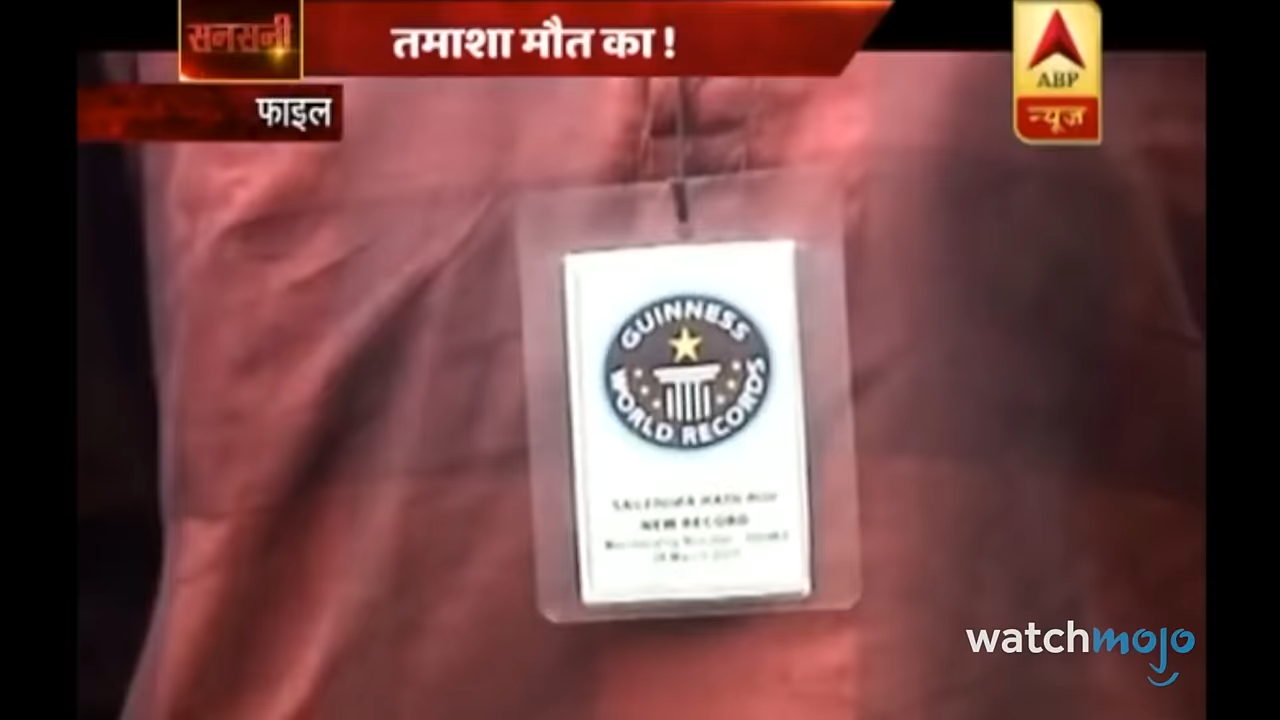 सनसनी
तमाशा मौत का!
ABP
न्यूज़
फाइल
GUINNESS
WORLD RECORDS
NEW RECORD
watchmojo